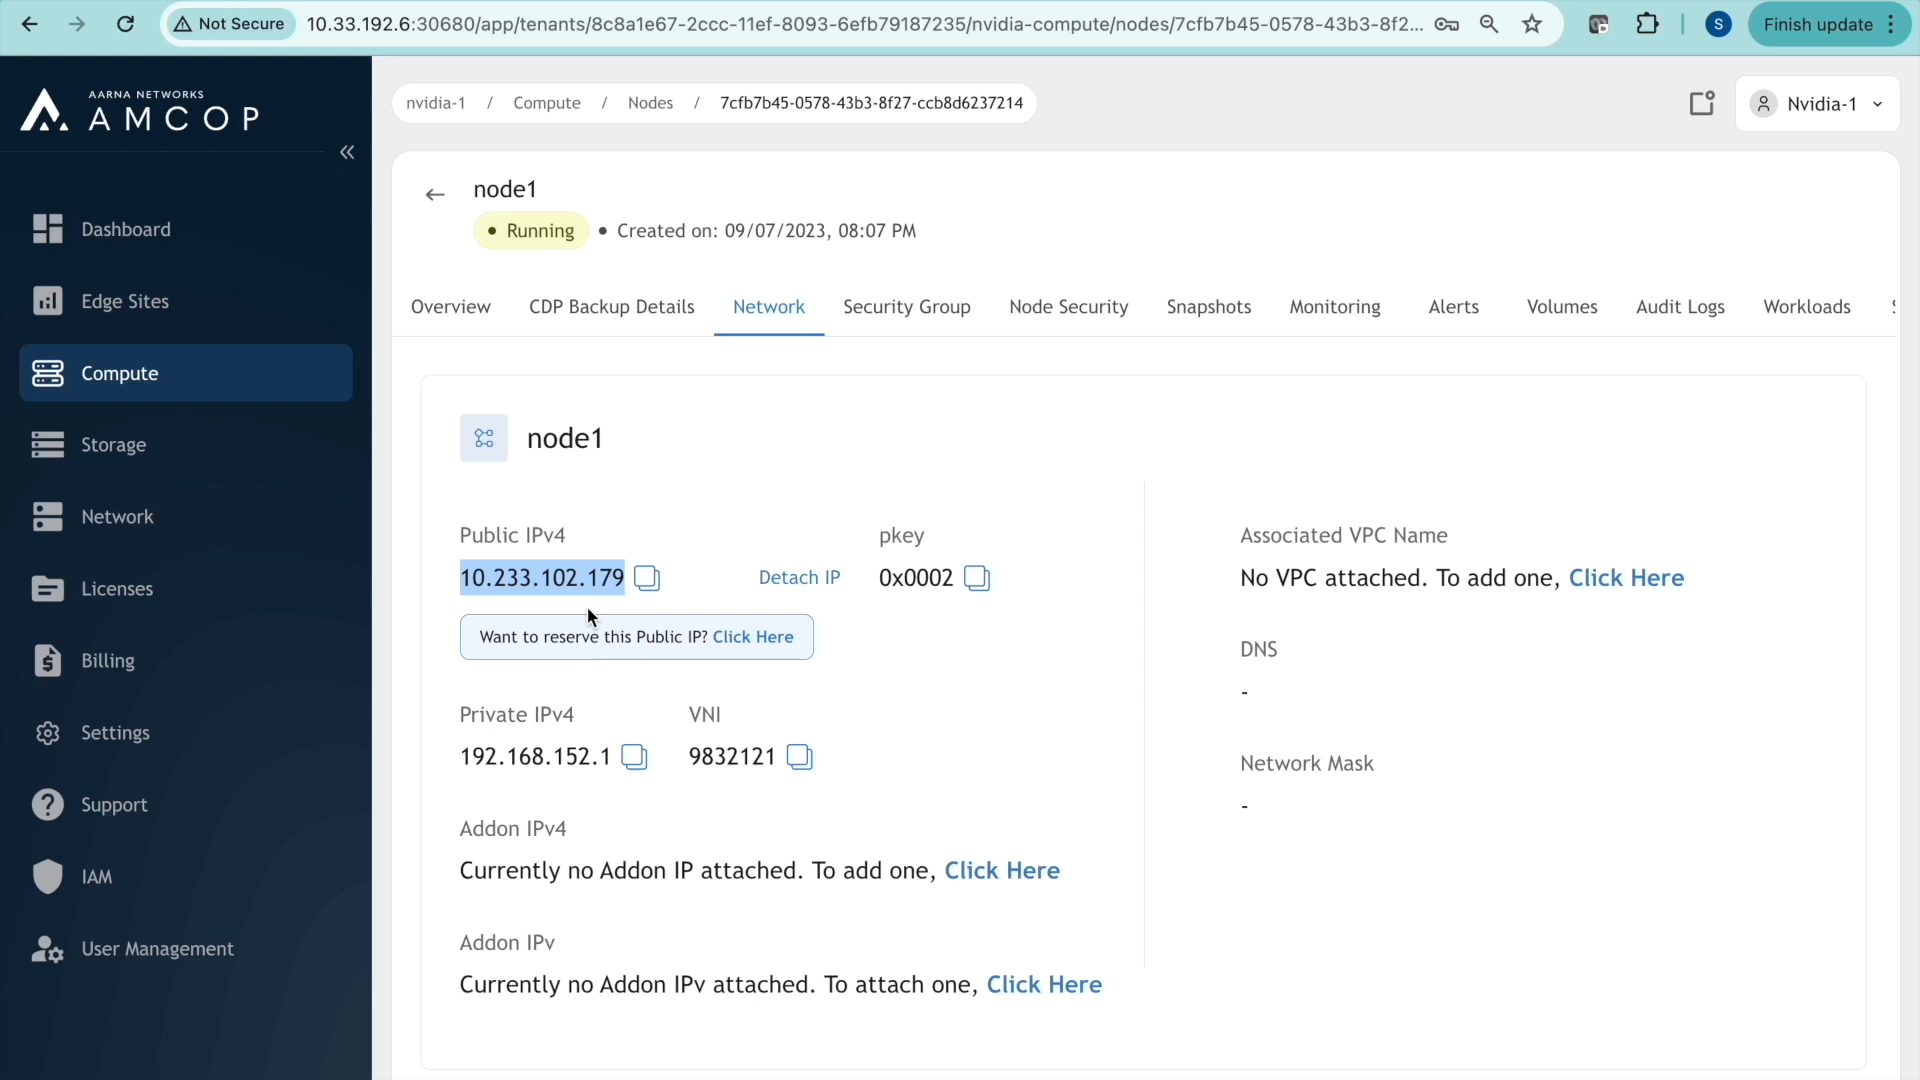 Not Secure 10.33.192.6:30680/app/tenants/8c8a1e67-2ccc-11ef-8093-6efb79187235/nvidia-compute/nodes/7cfb7b45-0578-43b3-8f2... S Finish update
AARNA NETWORKS
AMCOP
nvidia-1 / Compute / Nodes / 7cfb7b45-0578-43b3-8f27-ccb8d6237214
Nvidia-1
Dashboard
Edge Sites
Compute
Storage
Network
Licenses
Billing
Settings
Support
IAM
User Management
node1
• Running • Created on: 09/07/2023, 08:07 PM
Overview CDP Backup Details Network Security Group Node Security Snapshots Monitoring Alerts Volumes Audit Logs Workloads
node1
Public IPv4 pkey
10.233.102.179 Detach IP 0x0002
Want to reserve this Public IP? Click Here
Private IPv4 VNI
192.168.152.1 9832121
Addon IPv4
Currently no Addon IP attached. To add one, Click Here
Addon IPv
Currently no Addon IPv attached. To attach one, Click Here
Associated VPC Name
No VPC attached. To add one, Click Here
DNS
-
Network Mask
-